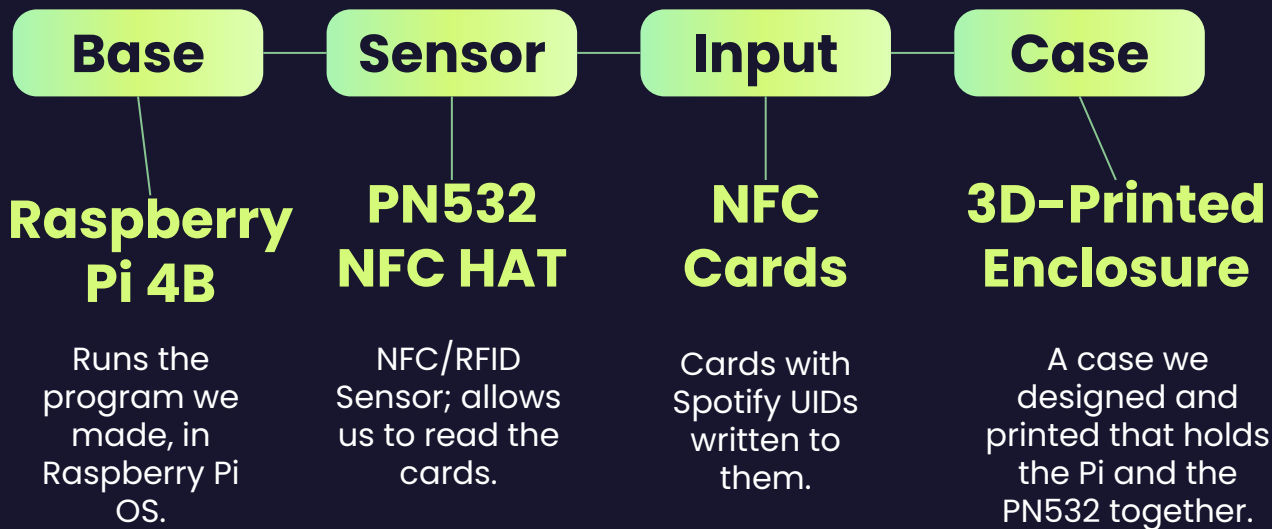 Base
Sensor
Input
Case
Raspberry
Pi 4B
Runs the
program we
made, in
Raspberry Pi
OS.
PN532
NFC HAT
NFC/RFID
Sensor; allows
us to read the
cards.
NFC
Cards
Cards with
Spotify UIDs
written to
them.
3D-Printed
Enclosure
A case we
designed and
printed that holds
the Pi and the
PN532 together.